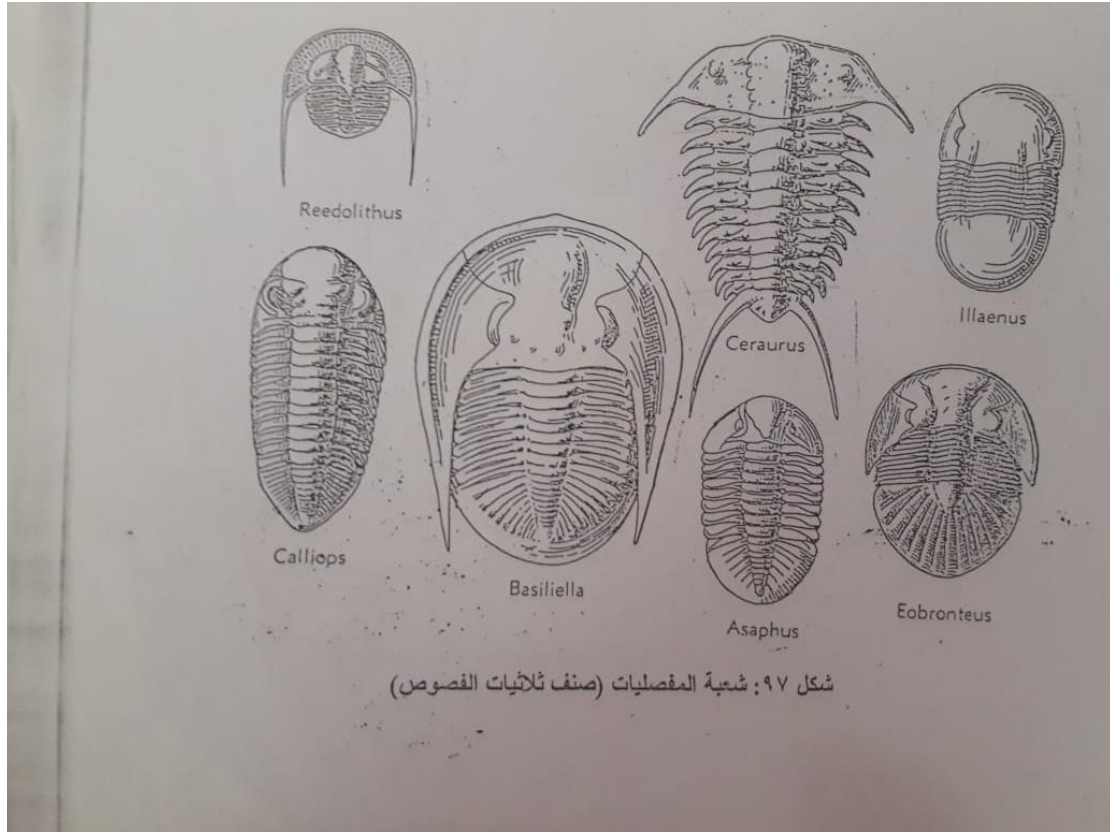 Reedolithus
Illaenus
Ceraurus
Calliops
Basiliella
Asaphus
Eobronteus
شكل ٩٧: شعبة المفصليات (صنف ثلاثيات الفصوص)